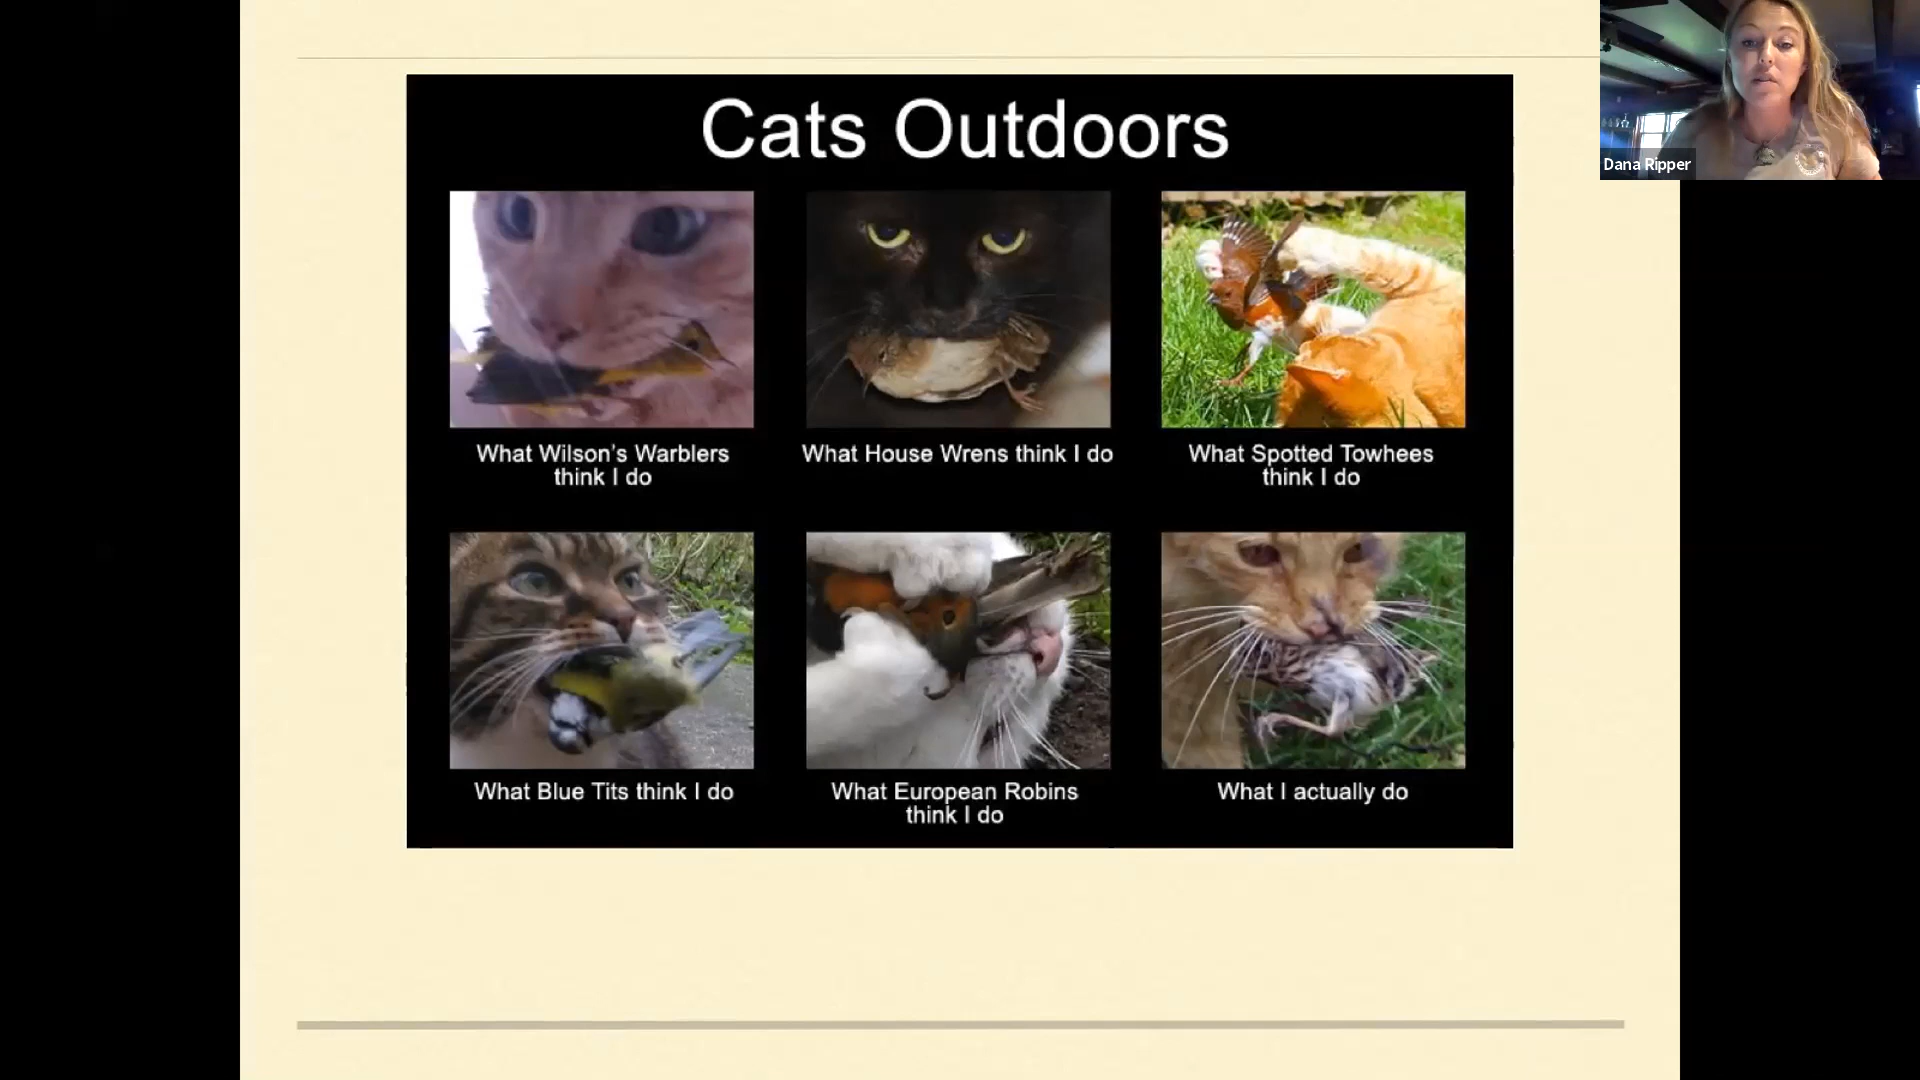 Cats Outdoors
Dana Ripper
What Wilson's Warblers
think I do
What House Wrens think I do
What Spotted Towhees
think I do
What Blue Tits think I do
What European Robins
think I do
What I actually do